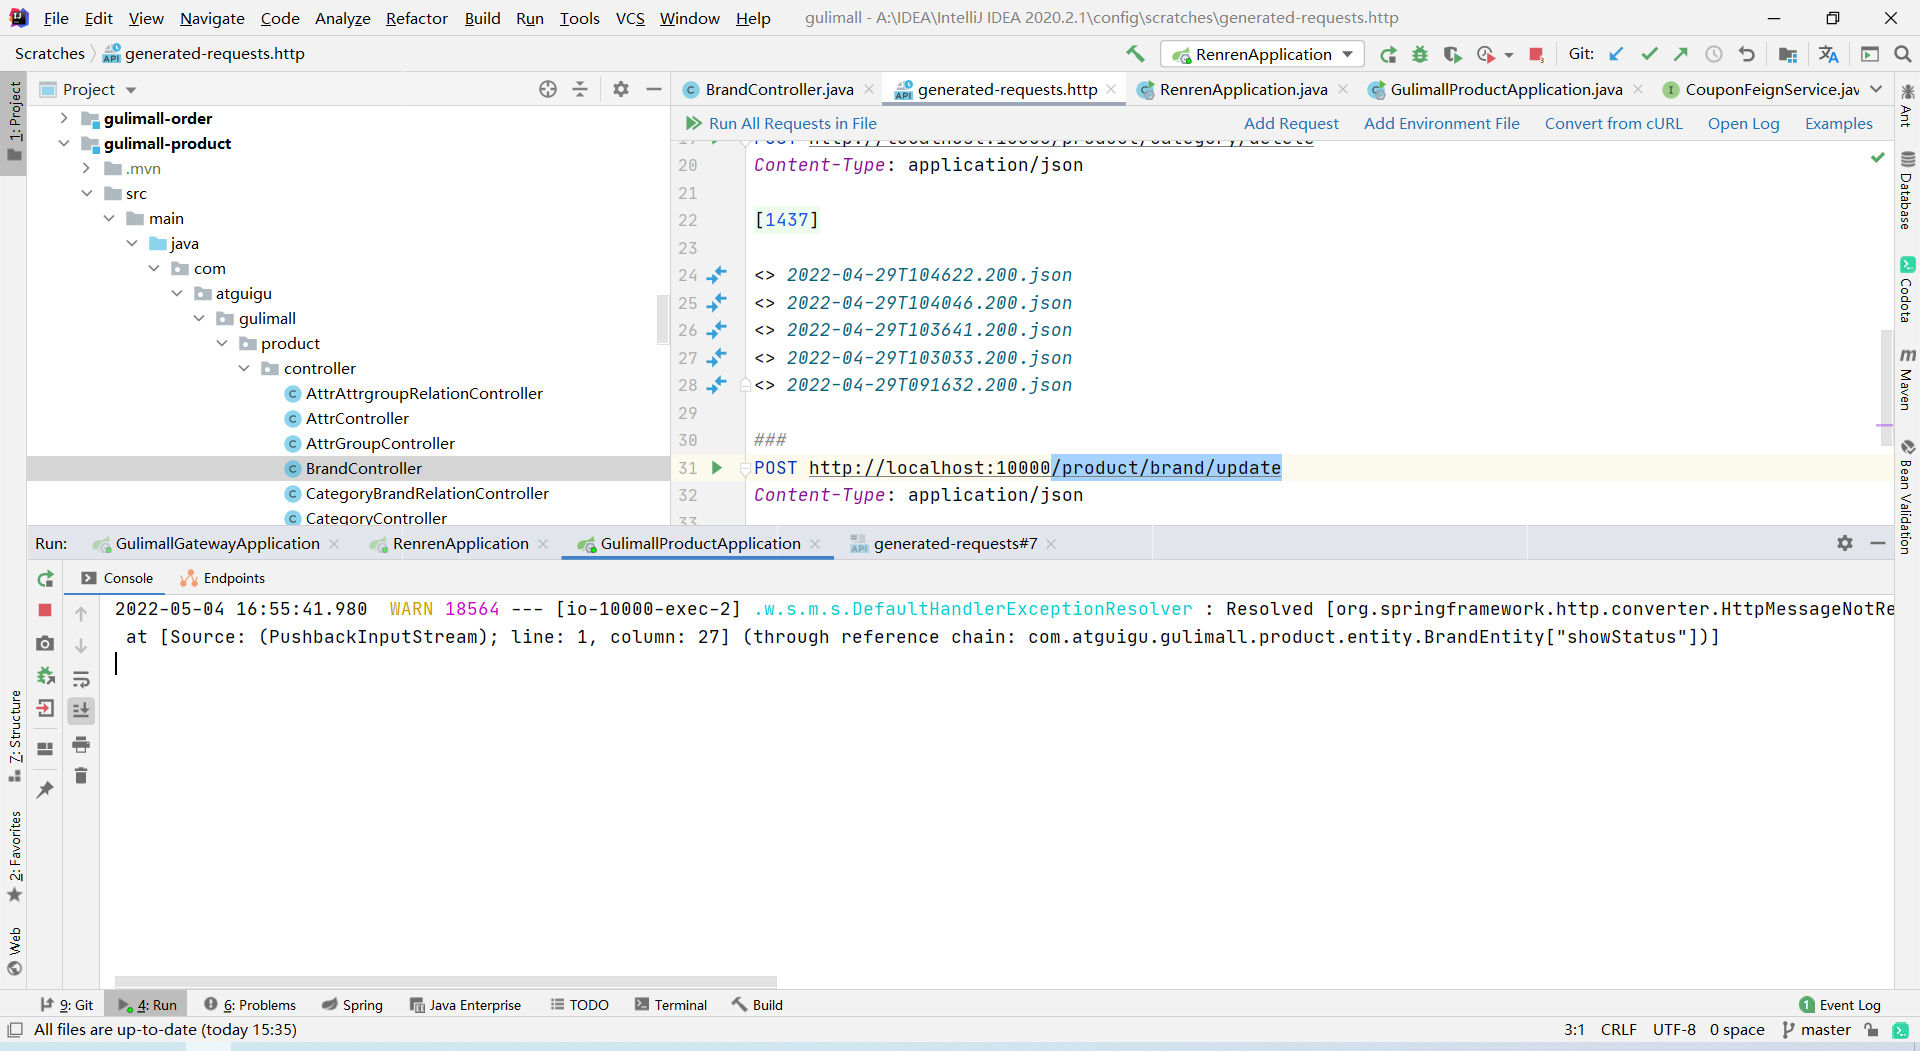 File Edit View Navigate Code Analyze Refactor Build Run Tools VCS Window Help gulimall - A:\IDEA\IntelliJ IDEA 2020.2.1\config\scratches\generated-requests.http
Scratches generated-requests.http RenrenApplication Git:
1: Project
Project
BrandController.java generated-requests.http RenrenApplication.java GulimallProductApplication.java CouponFeignService.jav
Run All Requests in File Add Request Add Environment File Convert from cURL Open Log Examples
gulimall-order
gulimall-product
.mvn
src
main
java
com
atguigu
gulimall
product
controller
AttrAttrgroupRelationController
AttrController
AttrGroupController
BrandController
CategoryBrandRelationController
CategoryController
19 POST http://localhost:10000/product/category/delete
20 Content-Type: application/json
21
22 [1437]
23
24 <> 2022-04-29T104622.200.json
25 <> 2022-04-29T104046.200.json
26 <> 2022-04-29T103641.200.json
27 <> 2022-04-29T103033.200.json
28 <> 2022-04-29T091632.200.json
29
30 ###
31 POST http://localhost:10000/product/brand/update
32 Content-Type: application/json
33
Ant
Database
Codota
Maven
Bean Validation
Run: GulimallGatewayApplication RenrenApplication GulimallProductApplication generated-requests#7
Console Endpoints
2022-05-04 16:55:41.980 WARN 18564 --- [io-10000-exec-2] .w.s.m.s.DefaultHandlerExceptionResolver : Resolved [org.springframework.http.converter.HttpMessageNotRe
at [Source: (PushbackInputStream); line: 1, column: 27] (through reference chain: com.atguigu.gulimall.product.entity.BrandEntity["showStatus"])]
7: Structure
2: Favorites
Web
9: Git 4: Run 6: Problems Spring Java Enterprise TODO Terminal Build 1 Event Log
All files are up-to-date (today 15:35) 3:1 CRLF UTF-8 0 space master